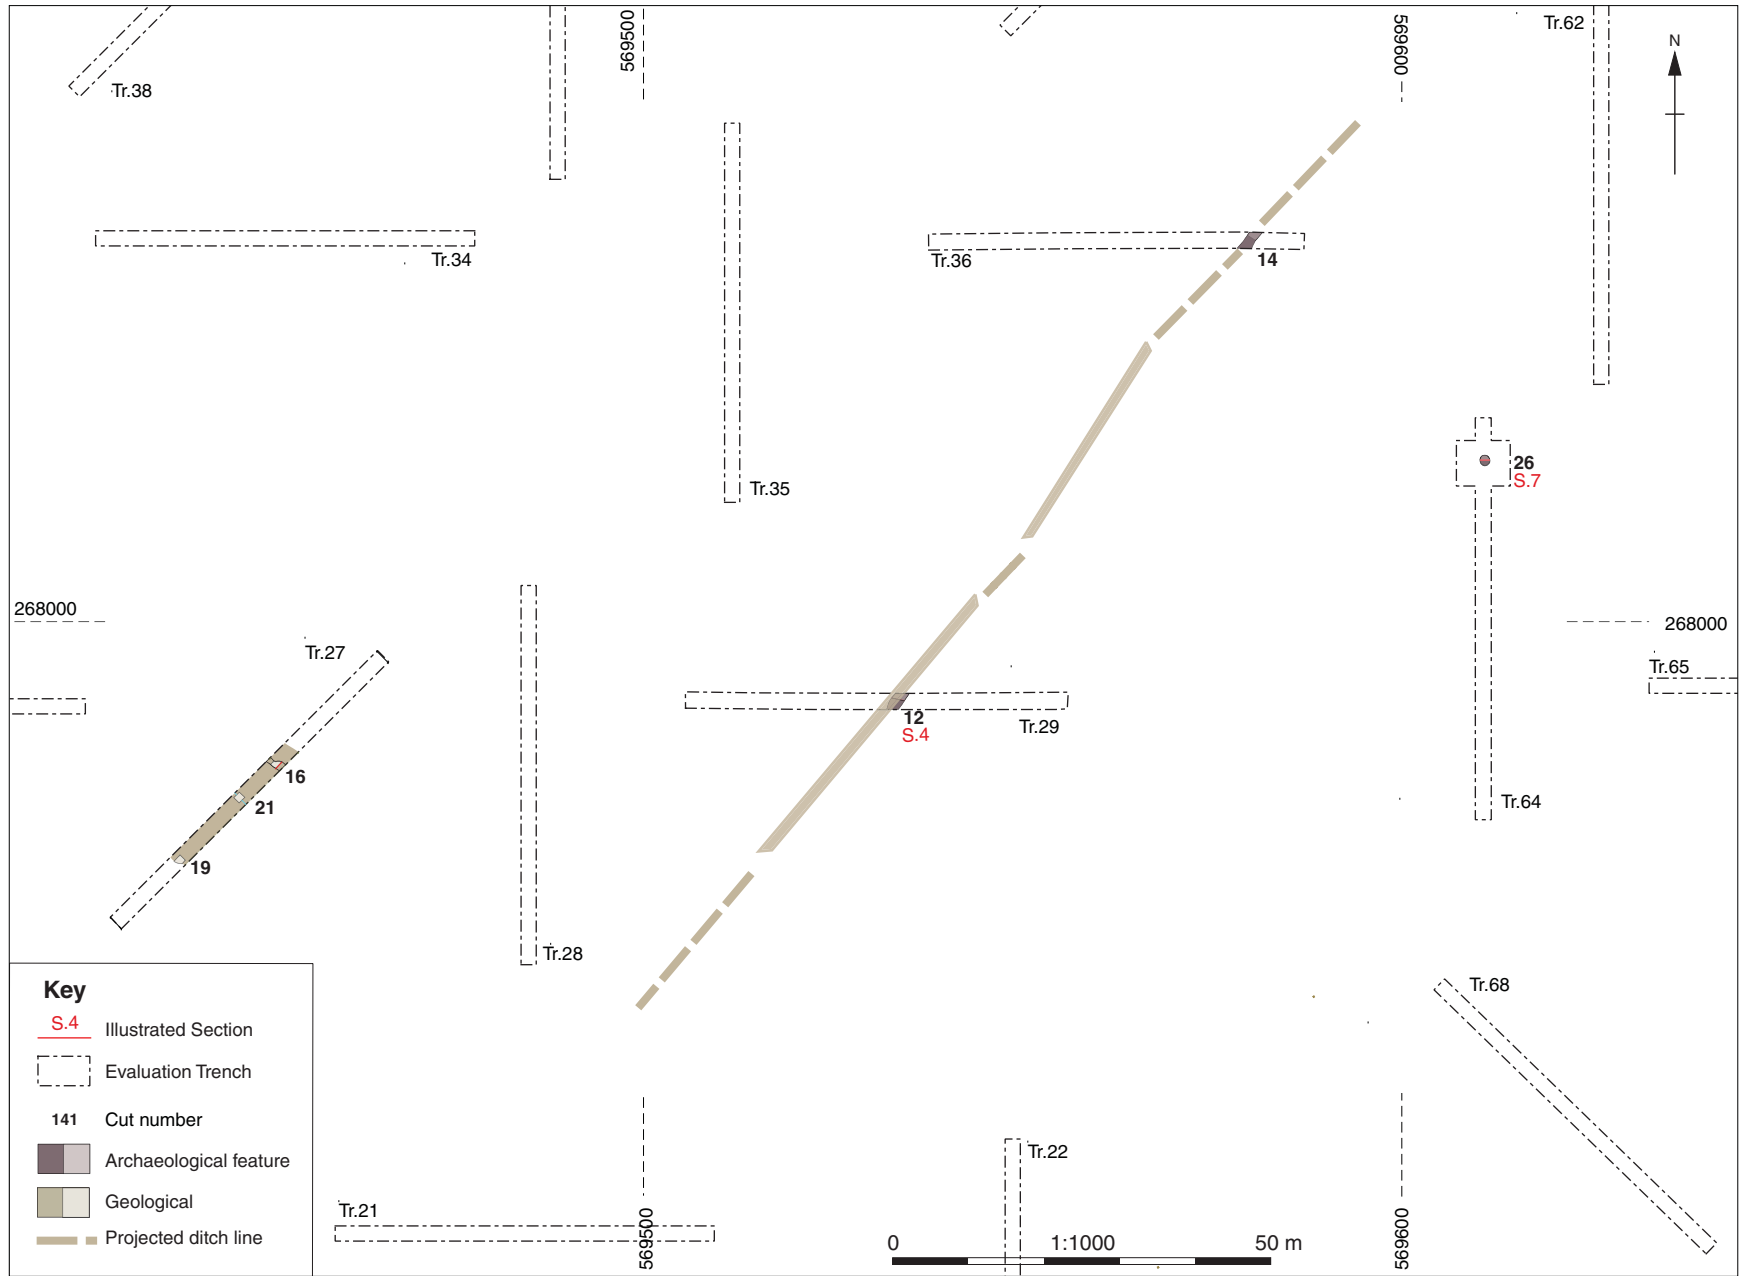 569500
569600
Tr.62
N
Tr.38
Tr.34
Tr.36
14
Tr.35
26
S.7
268000
268000
Tr.27
Tr.65
12
S.4
Tr.29
16
21
19
Tr.64
Tr.28
Tr.68
Key
S.4 Illustrated Section
Evaluation Trench
141 Cut number
Archaeological feature
Geological
Projected ditch line
Tr.22
Tr.21
569500
569600
0 1:1000 50 m